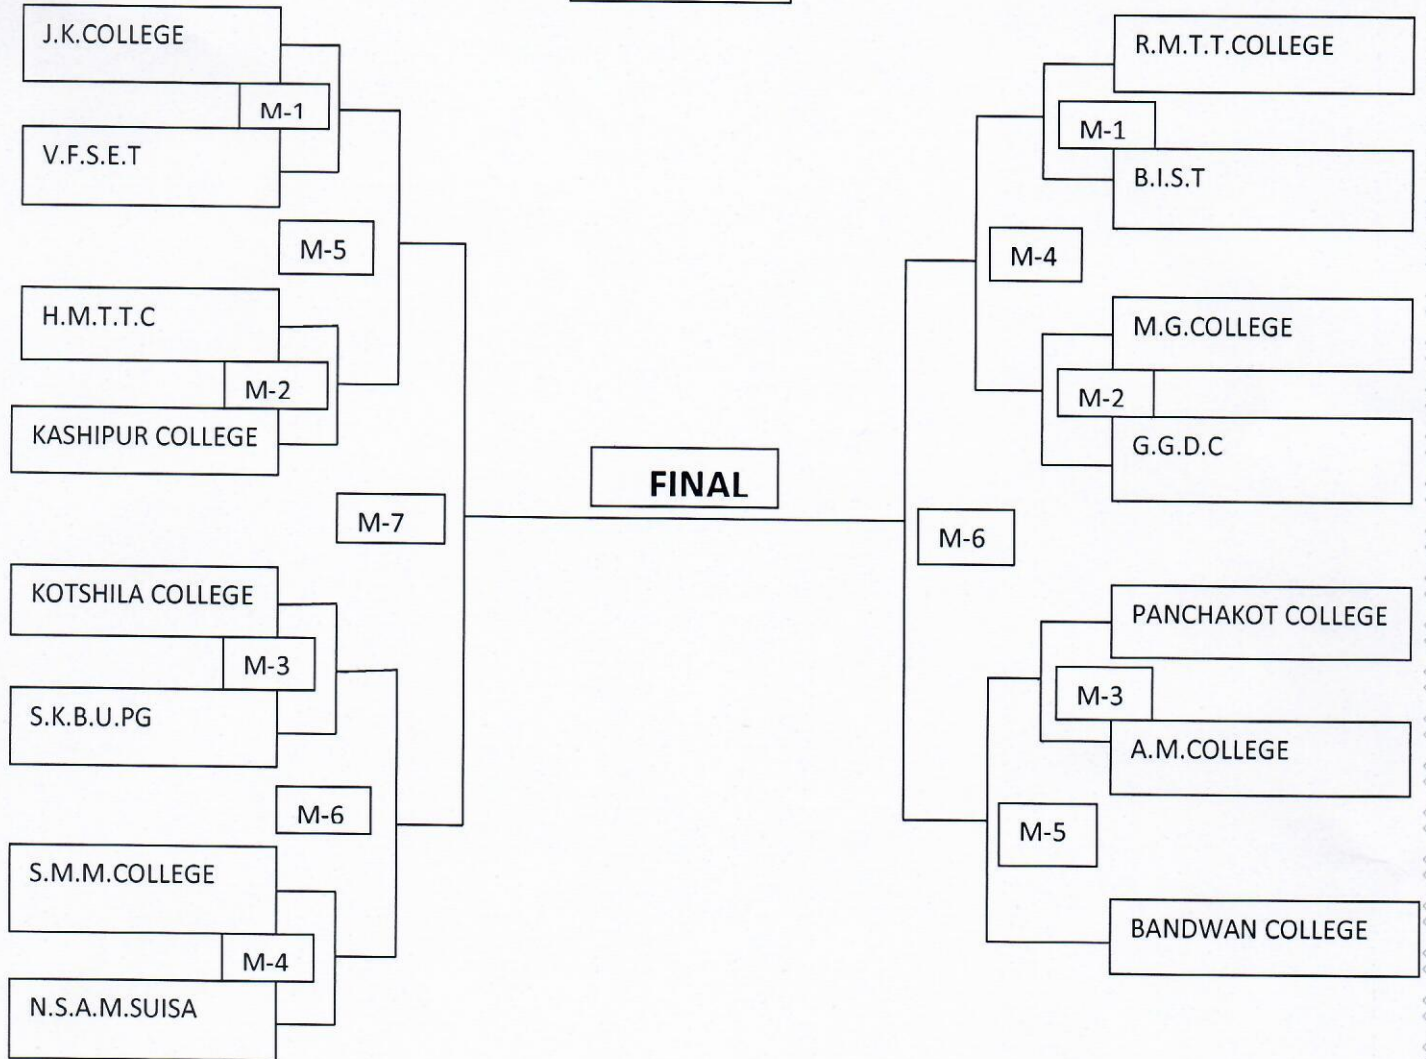 J.K.COLLEGE
M-1
V.F.S.E.T
M-5
H.M.T.T.C
M-2
KASHIPUR COLLEGE
M-7
KOTSHILA COLLEGE
M-3
S.K.B.U.PG
M-6
S.M.M.COLLEGE
M-4
N.S.A.M.SUISA
FINAL
R.M.T.T.COLLEGE
M-1
B.I.S.T
M-4
M.G.COLLEGE
M-2
G.G.D.C
M-6
PANCHAKOT COLLEGE
M-3
A.M.COLLEGE
M-5
BANDWAN COLLEGE